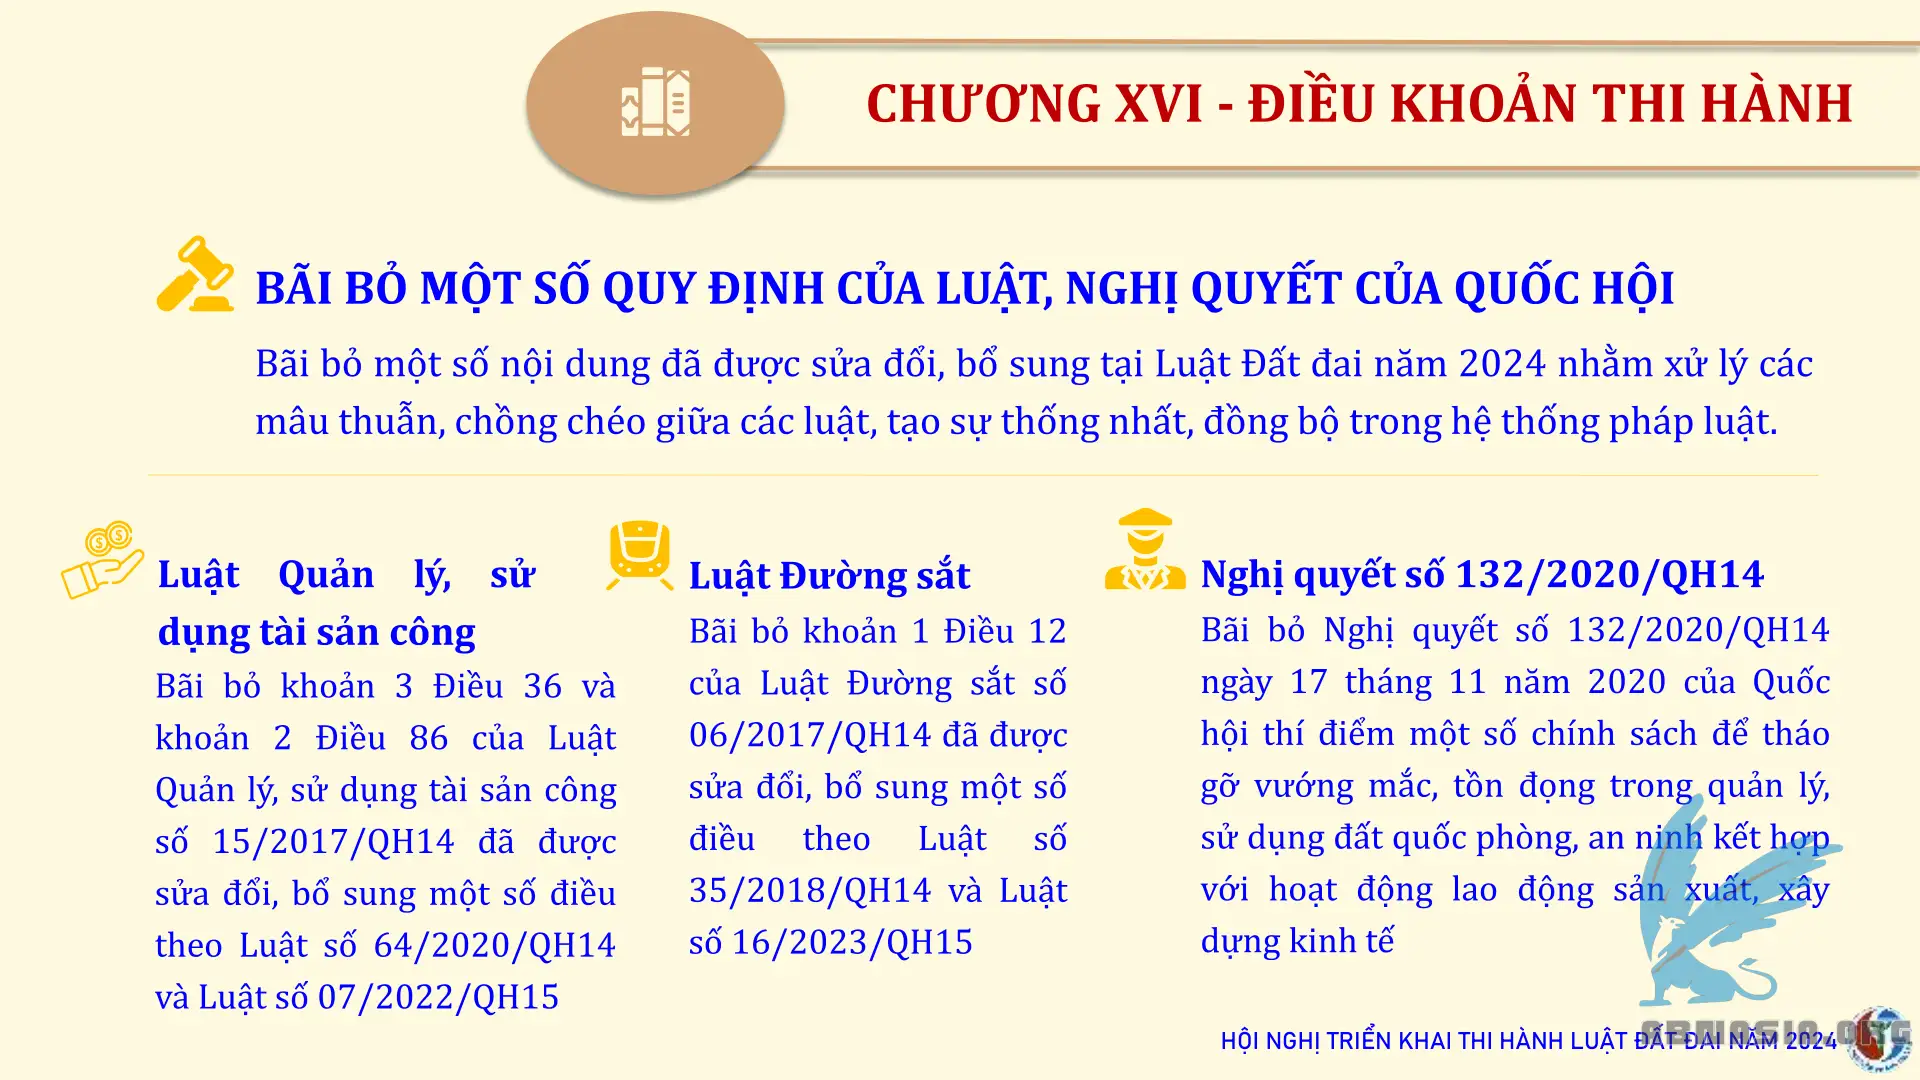 CHƯƠNG XVI - ĐIỀU KHOẢN THI HÀNH
BÃI BỎ MỘT SỐ QUY ĐỊNH CỦA LUẬT, NGHỊ QUYẾT CỦA QUỐC HỘI
Bãi bỏ một số nội dung đã được sửa đổi, bổ sung tại Luật Đất đai năm 2024 nhằm xử lý các
mâu thuẫn, chồng chéo giữa các luật, tạo sự thống nhất, đồng bộ trong hệ thống pháp luật.
Luật Quản lý, sử
dụng tài sản công
Bãi bỏ khoản 3 Điều 36 và
khoản 2 Điều 86 của Luật
Quản lý, sử dụng tài sản công
số 15/2017/QH14 đã được
sửa đổi, bổ sung một số điều
theo Luật số 64/2020/QH14
và Luật số 07/2022/QH15
Luật Đường sắt
Bãi bỏ khoản 1 Điều 12
của Luật Đường sắt số
06/2017/QH14 đã được
sửa đổi, bổ sung một số
điều theo Luật số
35/2018/QH14 và Luật
số 16/2023/QH15
Nghị quyết số 132/2020/QH14
Bãi bỏ Nghị quyết số 132/2020/QH14
ngày 17 tháng 11 năm 2020 của Quốc
hội thí điểm một số chính sách để tháo
gỡ vướng mắc, tồn đọng trong quản lý,
sử dụng đất quốc phòng, an ninh kết hợp
với hoạt động lao động sản xuất, xây
dựng kinh tế
HỘI NGHỊ TRIỂN KHAI THI HÀNH LUẬT ĐẤT ĐAI NĂM 2024
ABMASIA.ORG